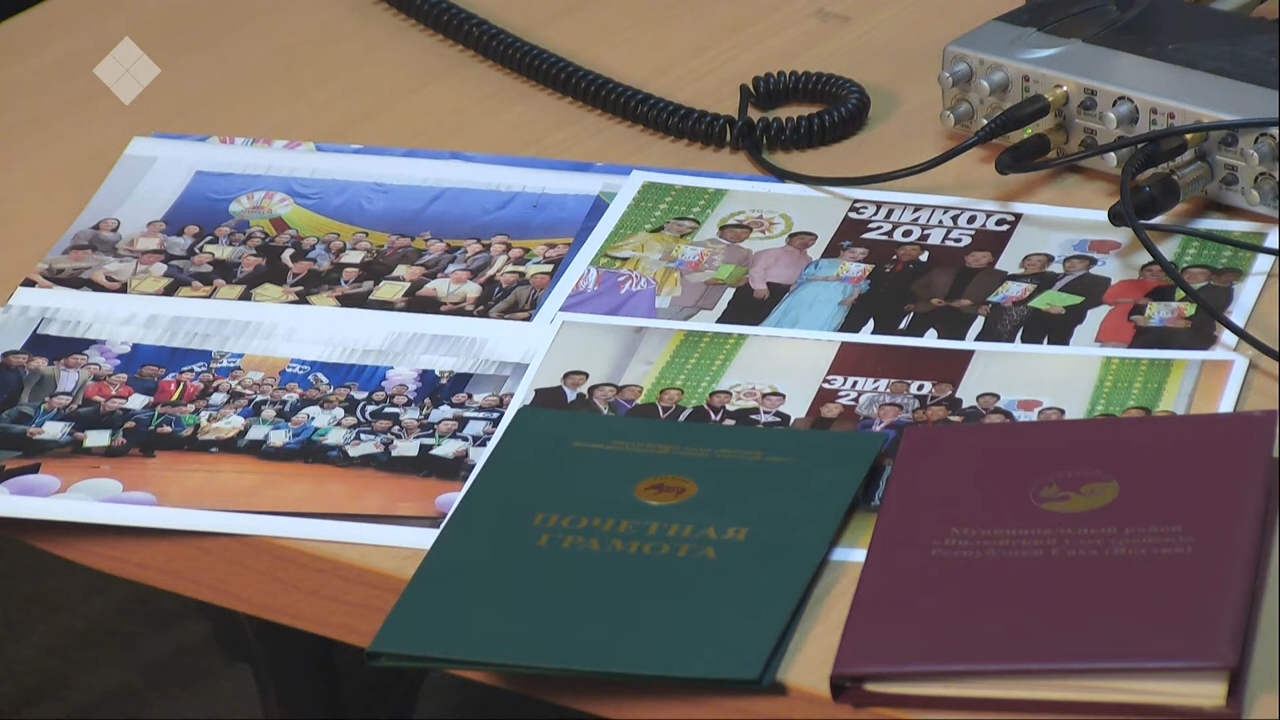 ЭЛИКОС
2015
ЭЛИКОС
ПОЧЕТНАЯ
ГРАМОТА
Муниципальный район
«Вилюйский улус (район)»
Республики Саха (Якутия)